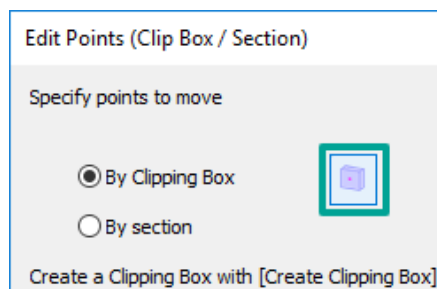 Edit Points (Clip Box / Section)
Specify points to move
By Clipping Box
By section
Create a Clipping Box with [Create Clipping Box]